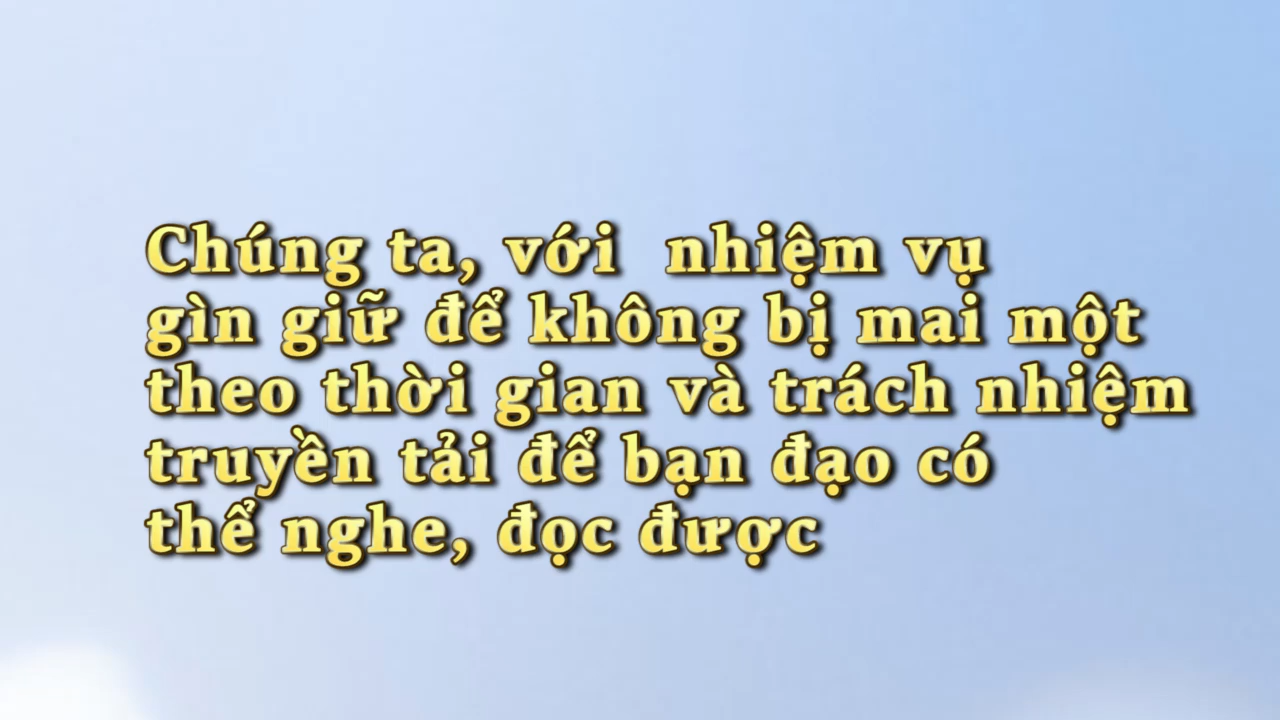 Chúng ta, với  nhiệm vụ
gìn giữ để không bị mai một
theo thời gian và trách nhiệm
truyền tải để bạn đạo có
thể nghe, đọc được